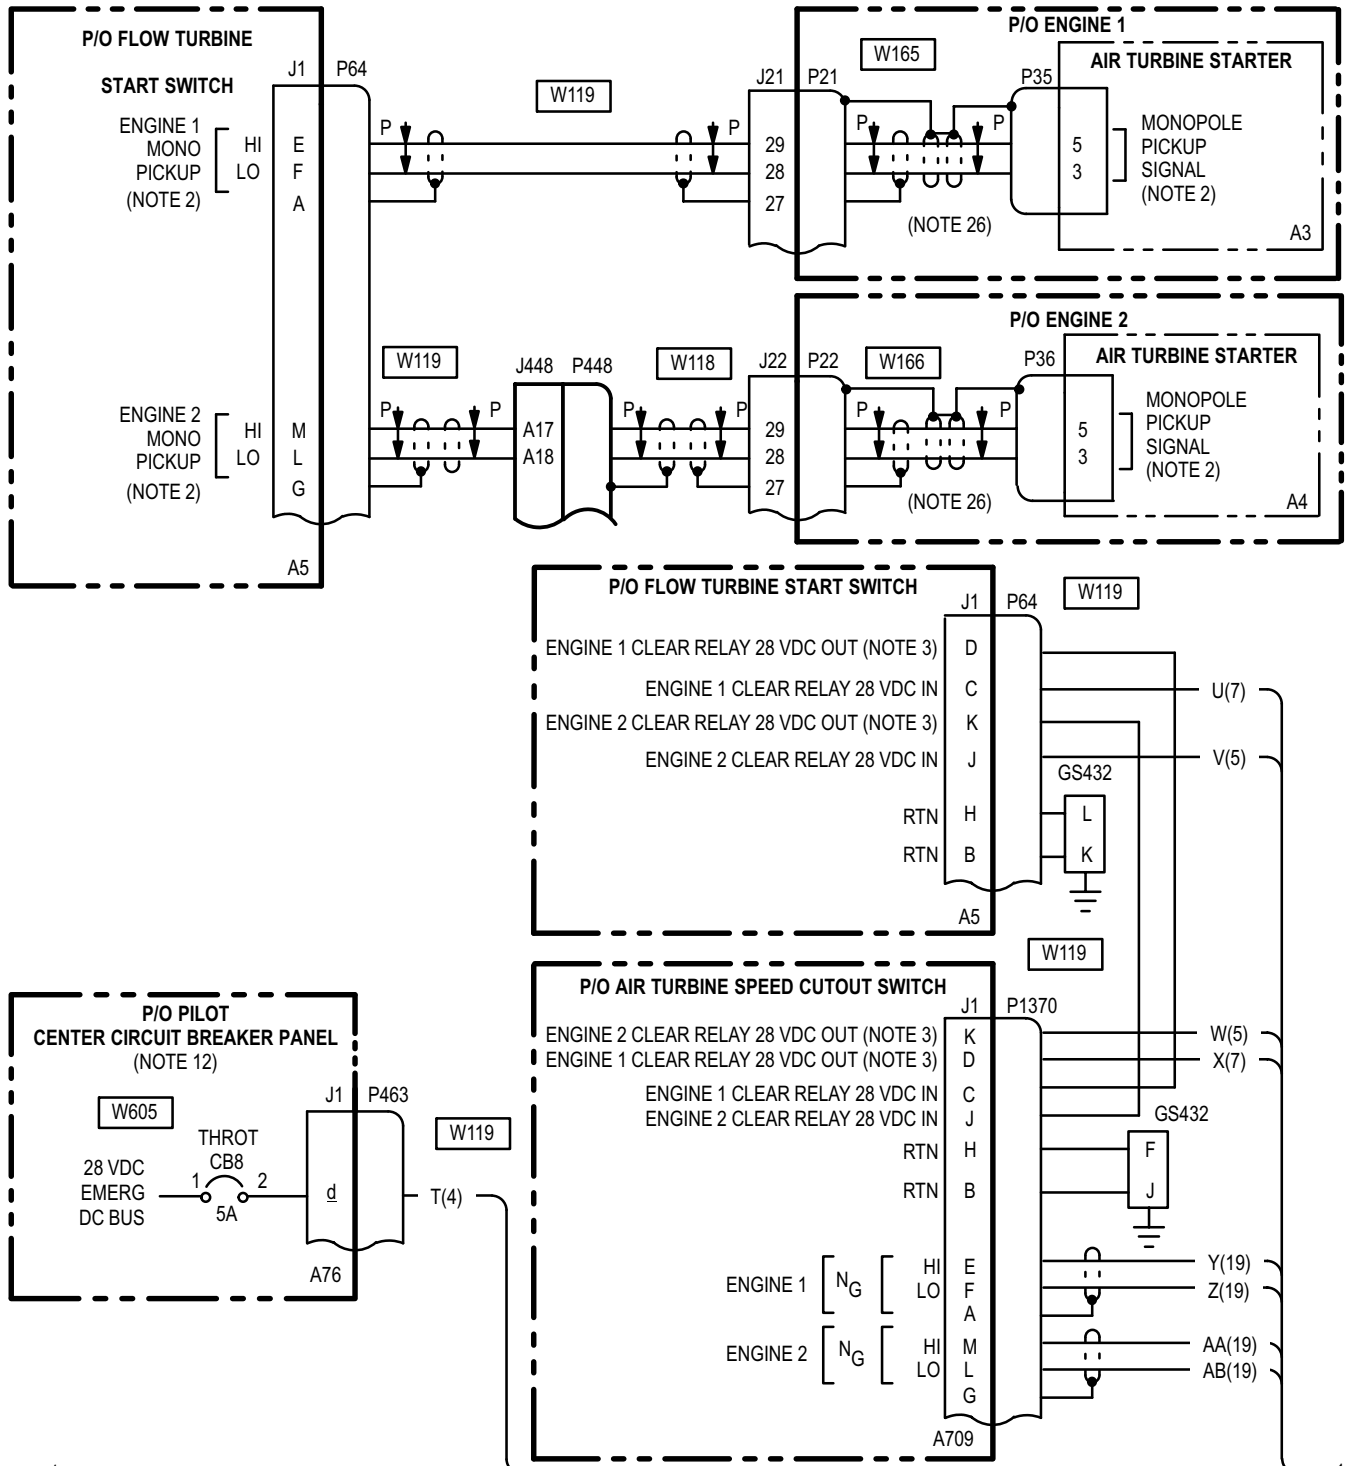 P/O FLOW TURBINE
START SWITCH
J1 P64
ENGINE 1
MONO
PICKUP
(NOTE 2)
HI E
LO F
A
P
W119
P
J21 P21
29
28
27
P/O ENGINE 1
W165
P
P
P35
AIR TURBINE STARTER
5
3
MONOPOLE
PICKUP
SIGNAL
(NOTE 2)
(NOTE 26)
A3
ENGINE 2
MONO
PICKUP
(NOTE 2)
HI M
LO L
G
A5
W119
P
P
J448 P448
A17
A18
W118
P
P
J22 P22
29
28
27
P/O ENGINE 2
W166
P
P
P36
AIR TURBINE STARTER
5
3
MONOPOLE
PICKUP
SIGNAL
(NOTE 2)
(NOTE 26)
A4
P/O FLOW TURBINE START SWITCH
J1 P64
W119
ENGINE 1 CLEAR RELAY 28 VDC OUT (NOTE 3) D
ENGINE 1 CLEAR RELAY 28 VDC IN C U(7)
ENGINE 2 CLEAR RELAY 28 VDC OUT (NOTE 3) K
ENGINE 2 CLEAR RELAY 28 VDC IN J V(5)
GS432
RTN H L
RTN B K
A5
W119
P/O AIR TURBINE SPEED CUTOUT SWITCH
J1 P1370
ENGINE 2 CLEAR RELAY 28 VDC OUT (NOTE 3) K W(5)
ENGINE 1 CLEAR RELAY 28 VDC OUT (NOTE 3) D X(7)
ENGINE 1 CLEAR RELAY 28 VDC IN C
ENGINE 2 CLEAR RELAY 28 VDC IN J
GS432
RTN H F
RTN B J
ENGINE 1 NG HI E Y(19)
LO F Z(19)
A
ENGINE 2 NG HI M AA(19)
LO L AB(19)
G
A709
P/O PILOT
CENTER CIRCUIT BREAKER PANEL
(NOTE 12)
J1 P463
W605
W119
THROT
CB8
28 VDC
EMERG
DC BUS
1 2
5A
d
T(4)
A76